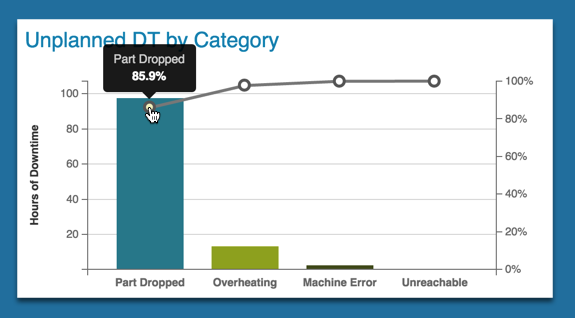 Unplanned DT by Category
Part Dropped
85.9%
Hours of Downtime
100
80
60
40
20
100%
80%
60%
40%
20%
0%
Part Dropped
Overheating
Machine Error
Unreachable